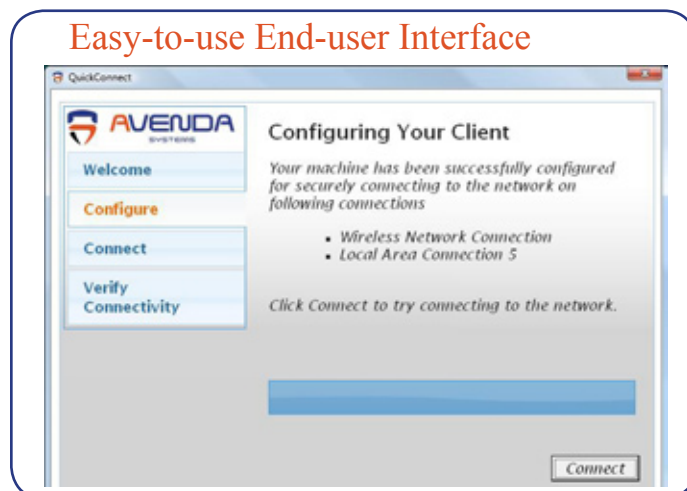 Easy-to-use End-user Interface
QuickConnect
AVENDA
SYSTEMS
Welcome
Configure
Connect
Verify
Connectivity
Configuring Your Client
Your machine has been successfully configured
for securely connecting to the network on
following connections
• Wireless Network Connection
• Local Area Connection 5
Click Connect to try connecting to the network.
Connect